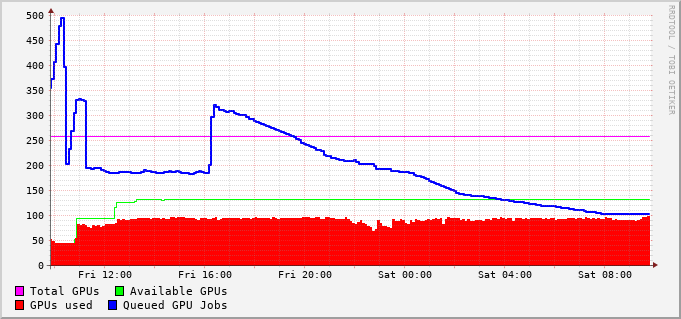 500
450
400
350
300
250
200
150
100
50
0
Fri 12:00 Fri 16:00 Fri 20:00 Sat 00:00 Sat 04:00 Sat 08:00
Total GPUs Available GPUs
GPUs used Queued GPU Jobs
RRDTOOL / TOBI OETIKER